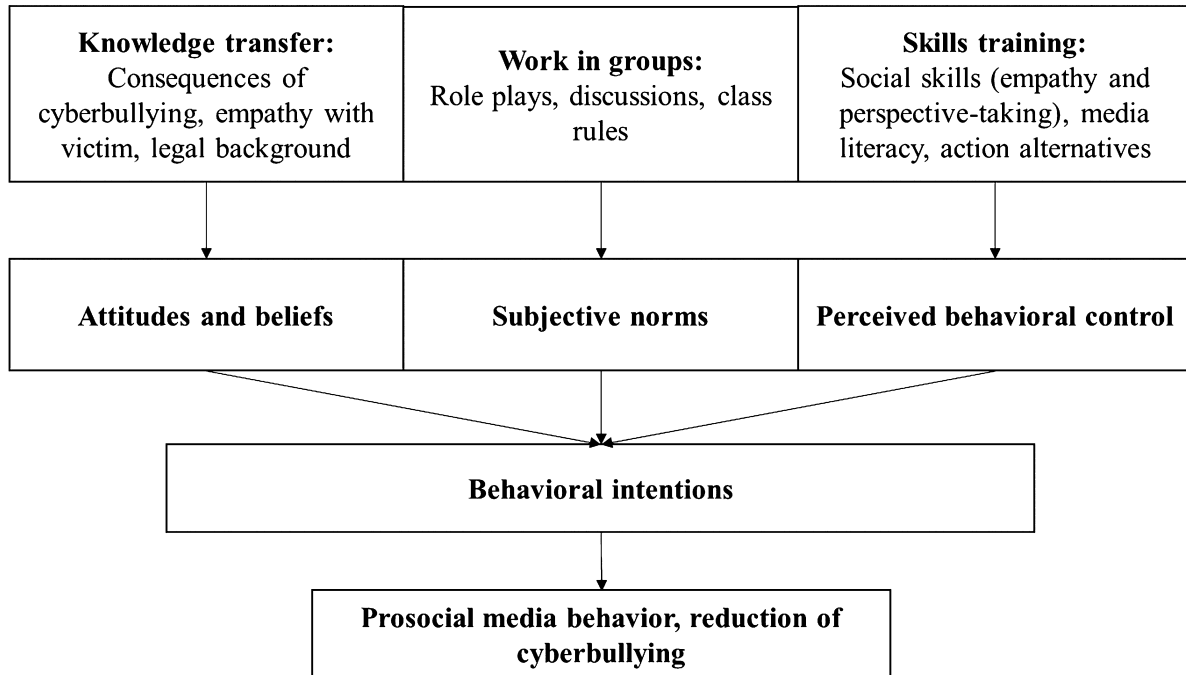 Knowledge transfer:
Consequences of
cyberbullying, empathy with
victim, legal background
Work in groups:
Role plays, discussions, class
rules
Skills training:
Social skills (empathy and
perspective-taking), media
literacy, action alternatives
Attitudes and beliefs
Subjective norms
Perceived behavioral control
Behavioral intentions
Prosocial media behavior, reduction of
cyberbullying